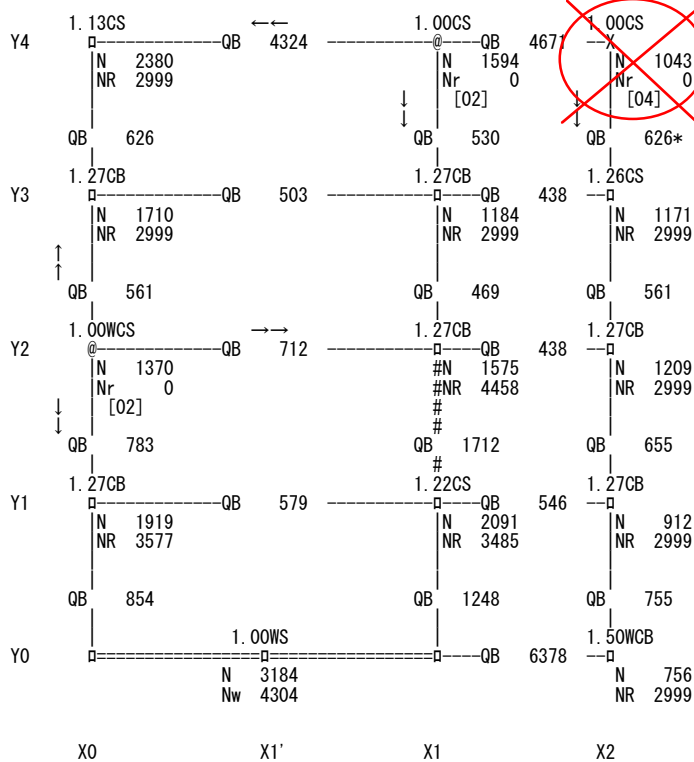 1.13CS ←← 1.00CS 1.00CS
Y4 ¤-------------QB 4324 -----------@----QB 4671 --X
N 2380 N 1594 N 1043
NR 2999 Nr 0 Nr 0
↓ [02] ↓ [04]
↓ ↓
QB 626 QB 530 QB 626*
1.27CB 1.27CB 1.26CS
Y3 ¤-------------QB 503 -----------¤----QB 438 --¤
N 1710 N 1184 N 1171
NR 2999 NR 2999 NR 2999
↑
↑
QB 561 QB 469 QB 561
1.00WCS →→ 1.27CB 1.27CB
Y2 @-------------QB 712 -----------¤----QB 438 --¤
N 1370 #N 1575 N 1209
Nr 0 #NR 4458 NR 2999
↓ [02] #
↓ #
QB 783 QB 1712 QB 655
#
1.27CB 1.22CS 1.27CB
Y1 ¤-------------QB 579 -----------¤----QB 546 --¤
N 1919 N 2091 N 912
NR 3577 NR 3485 NR 2999
QB 854 QB 1248 QB 755
1.00WS 1.50WCB
Y0 ¤================¤================¤----QB 6378 --¤
N 3184 N 756
Nw 4304 NR 2999
X0 X1' X1 X2